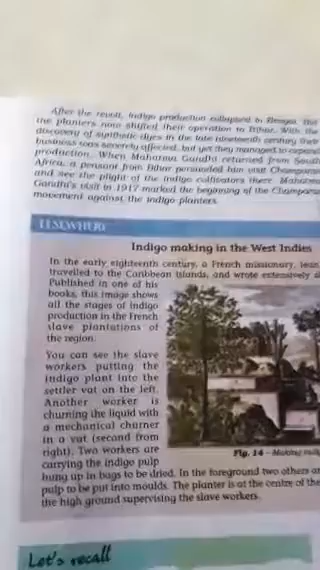 After the revolt, indigo production collapsed in Bengal. But
the planters now shifted their operation to Bihar. With the
discovery of synthetic dyes in the late nineteenth century their
business was severely affected, but yet they managed to expand
production. When Mahatma Gandhi returned from South
Africa, a peasant from Bihar persuaded him visit Champaran
and see the plight of the indigo cultivators there. Mahatma
Gandhi's visit in 1917 marked the beginning of the Champaran
movement against the indigo planters.
ELSEWHERE
Indigo making in the West Indies
In the early eighteenth century, a French missionary, Jean
travelled to the Caribbean islands, and wrote extensively
Published in one of his
books, this image shows
all the stages of indigo
production in the French
slave plantations of
the region.
You can see the slave
workers putting the
indigo plant into the
settler vat on the left.
Another worker is
churning the liquid with
a mechanical churner
in a vat (second from
right). Two workers are
carrying the indigo pulp
Fig. 14 – Making
hung up in bags to be dried. In the foreground two others
pulp to be put into moulds. The planter is at the centre of the
the high ground supervising the slave workers.
Let's recall